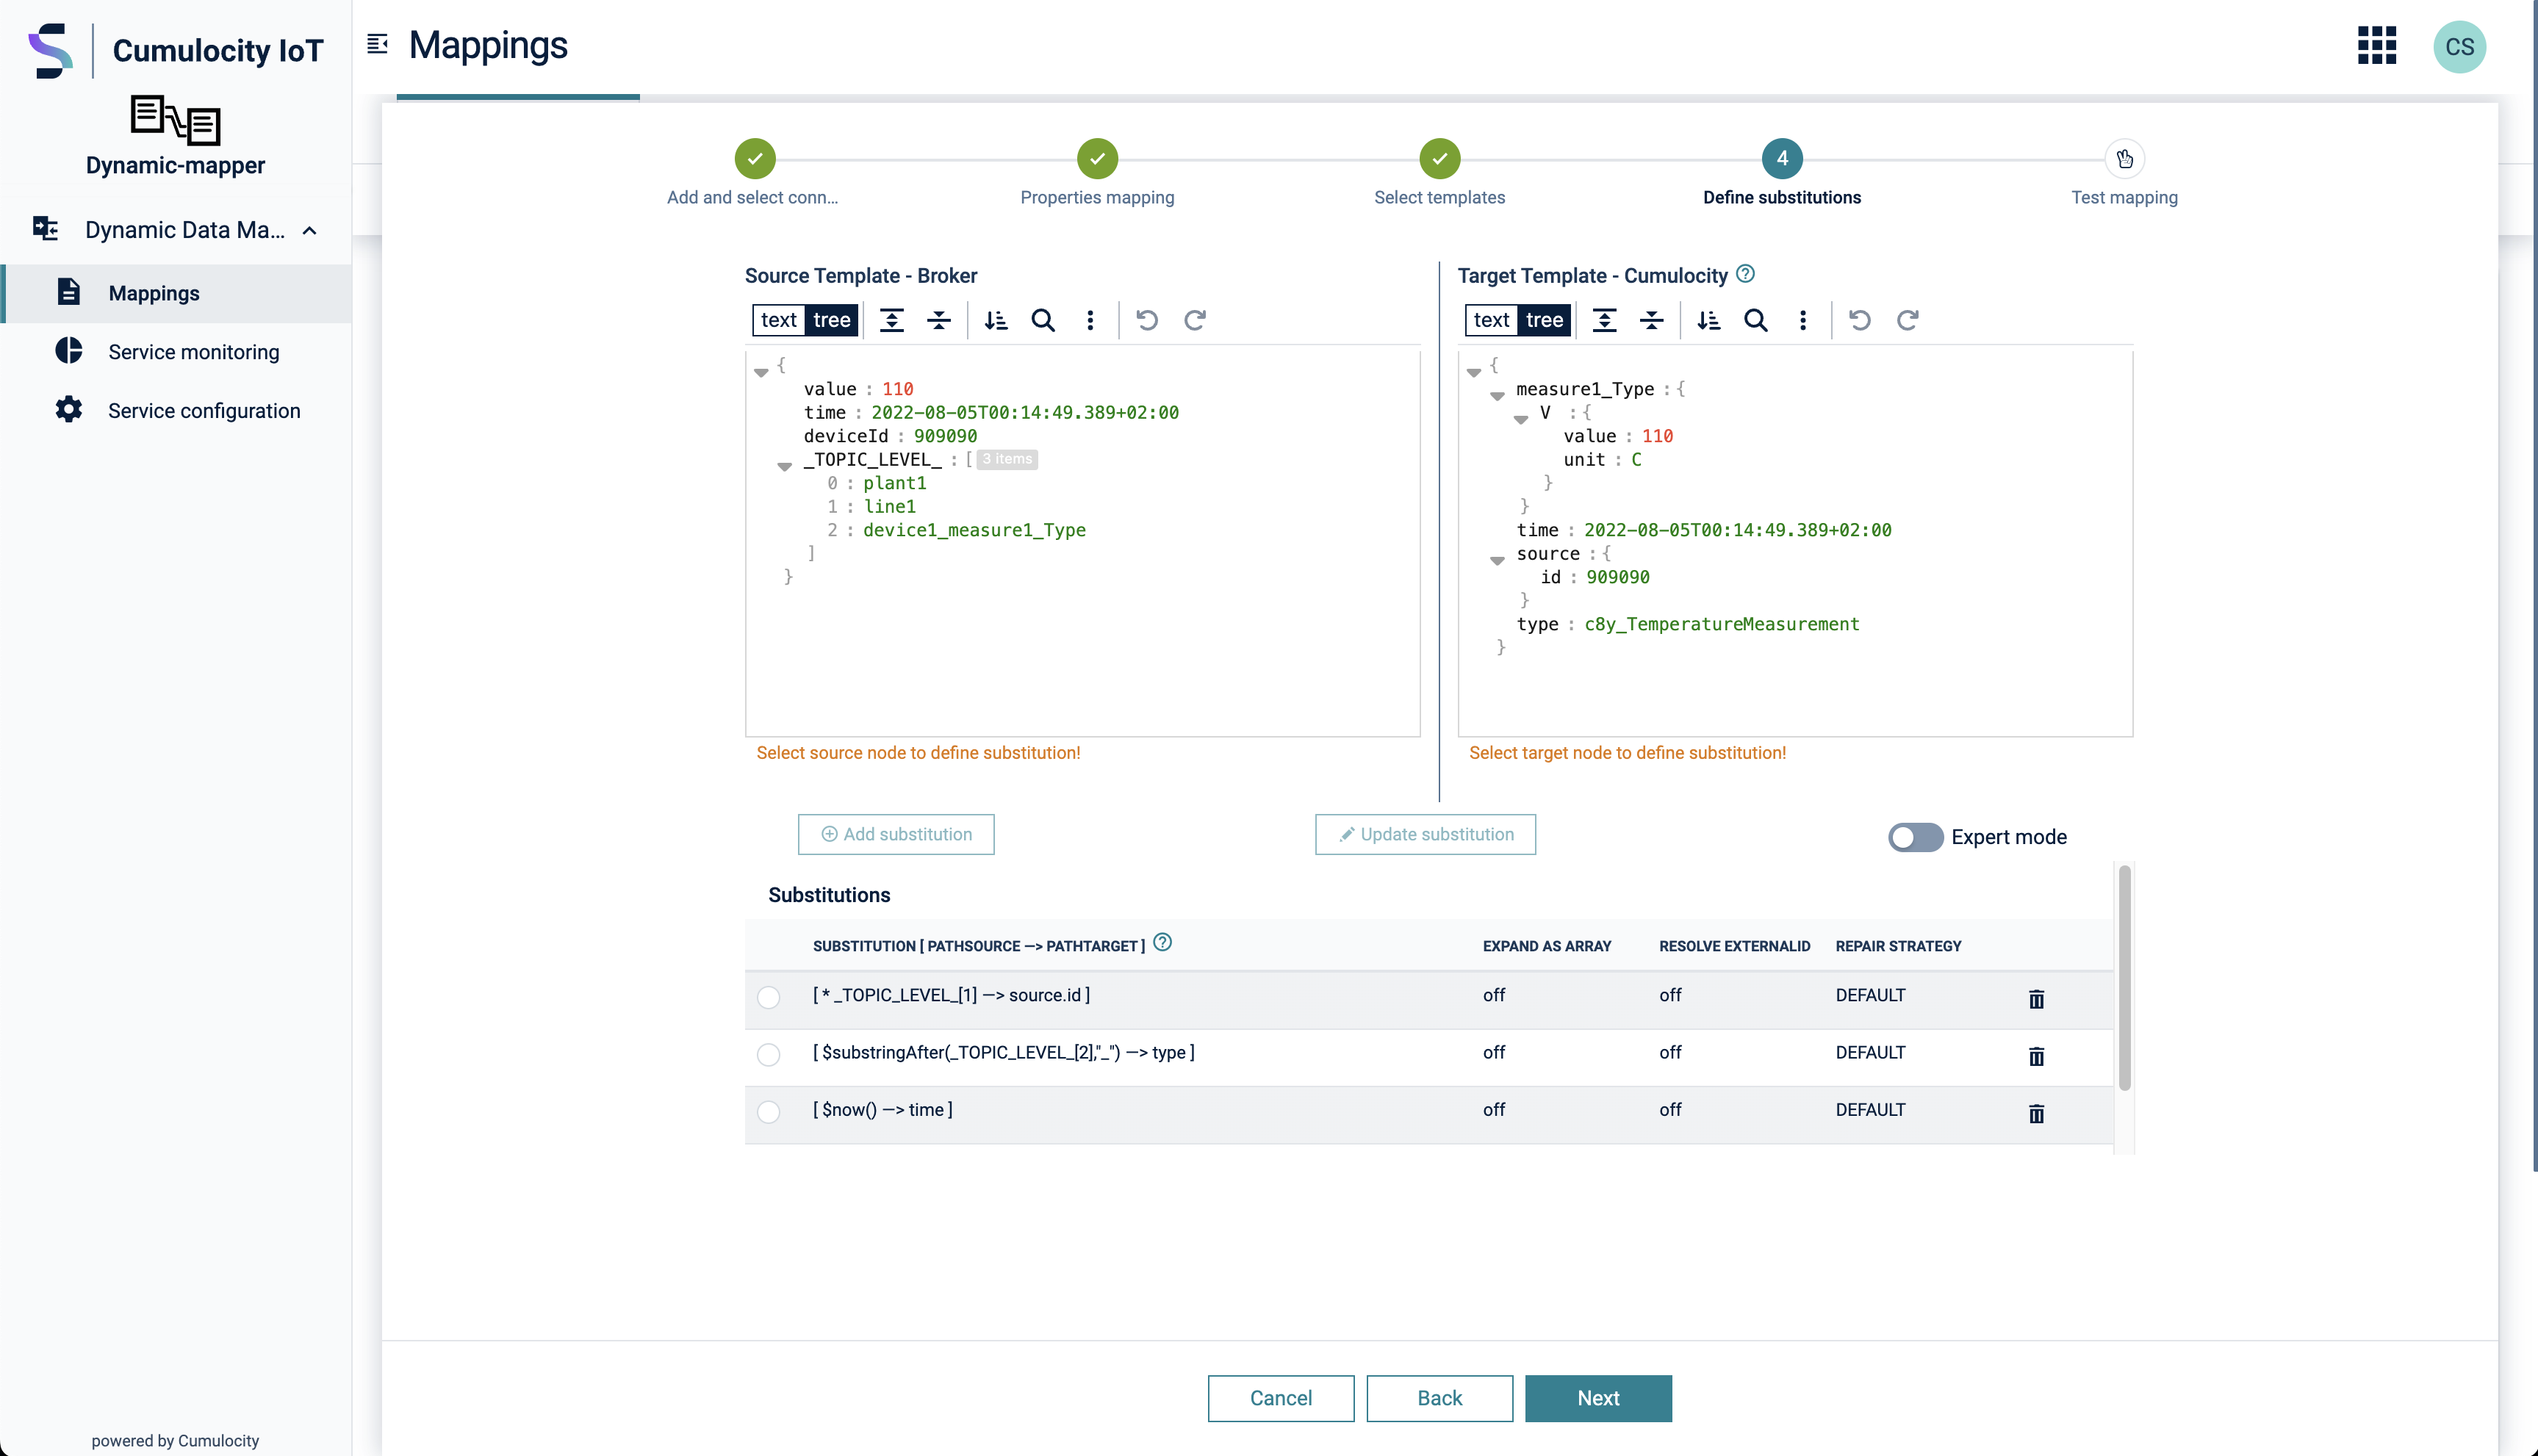 Cumulocity IoT
Mappings
CS
Dynamic-mapper
Dynamic Data Ma...
Mappings
Service monitoring
Service configuration
powered by Cumulocity
4
Add and select conn...
Properties mapping
Select templates
Define substitutions
Test mapping
Source Template - Broker
text tree
{
value : 110
time : 2022-08-05T00:14:49.389+02:00
deviceId : 909090
_TOPIC_LEVEL_ : [ 3 items
0 : plant1
1 : line1
2 : device1_measure1_Type
]
}
Select source node to define substitution!
Target Template - Cumulocity
text tree
{
measure1_Type : {
V : {
value : 110
unit : C
}
}
time : 2022-08-05T00:14:49.389+02:00
source : {
id : 909090
}
type : c8y_TemperatureMeasurement
}
Select target node to define substitution!
Add substitution
Update substitution
Expert mode
Substitutions
SUBSTITUTION [ PATHSOURCE —> PATHTARGET ] EXPAND AS ARRAY RESOLVE EXTERNALID REPAIR STRATEGY
[ * _TOPIC_LEVEL_[1] —> source.id ] off off DEFAULT
[ $substringAfter(_TOPIC_LEVEL_[2],"_") —> type ] off off DEFAULT
[ $now() —> time ] off off DEFAULT
Cancel
Back
Next